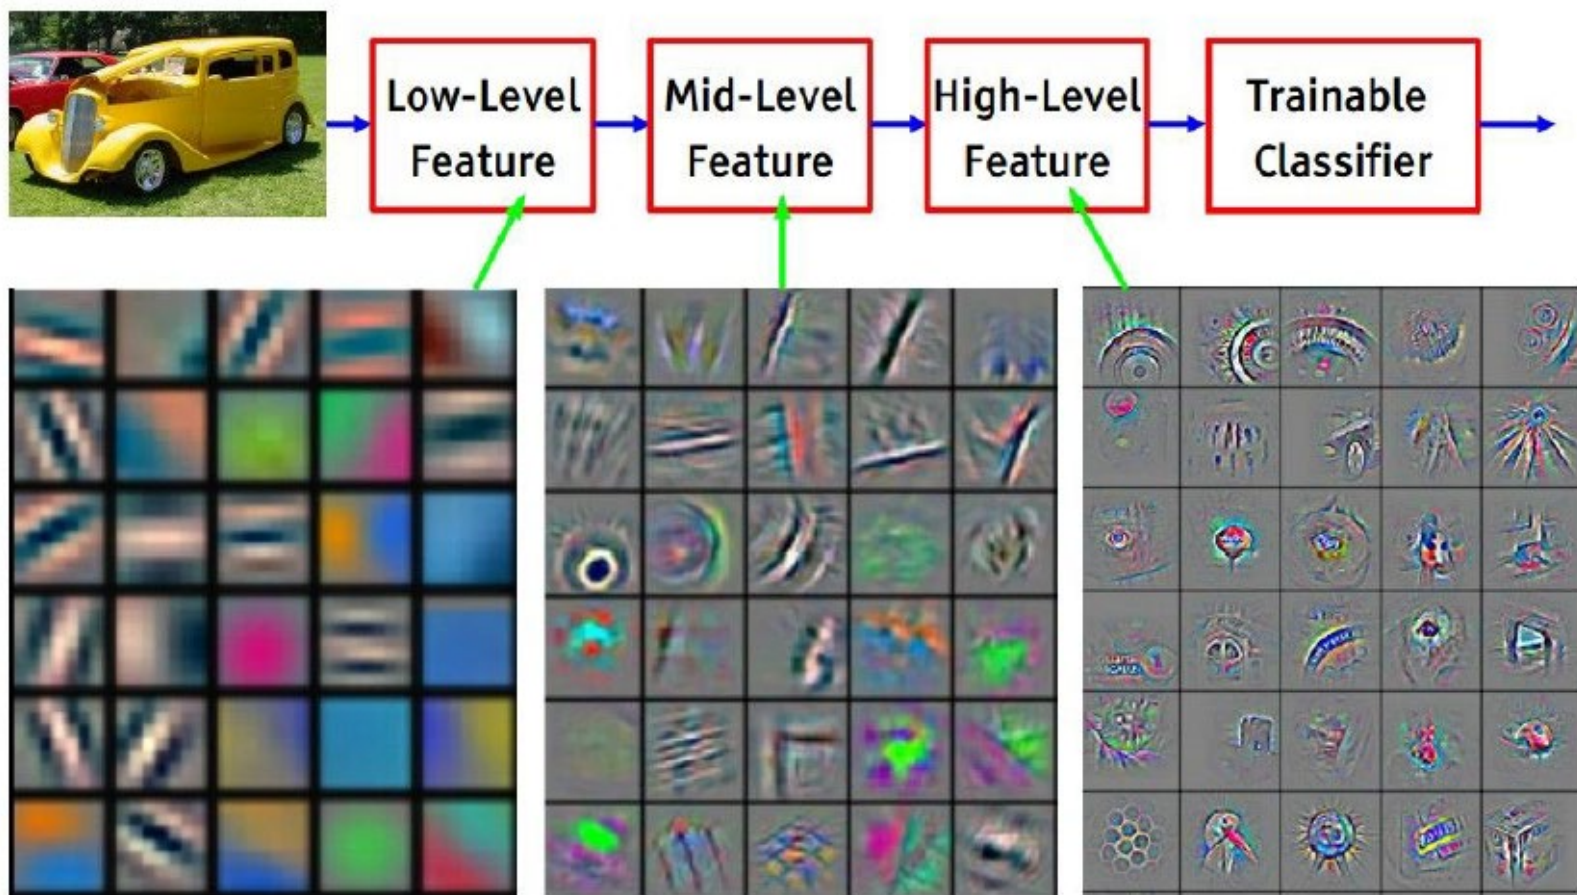 Low-Level
Feature
Mid-Level
Feature
High-Level
Feature
Trainable
Classifier